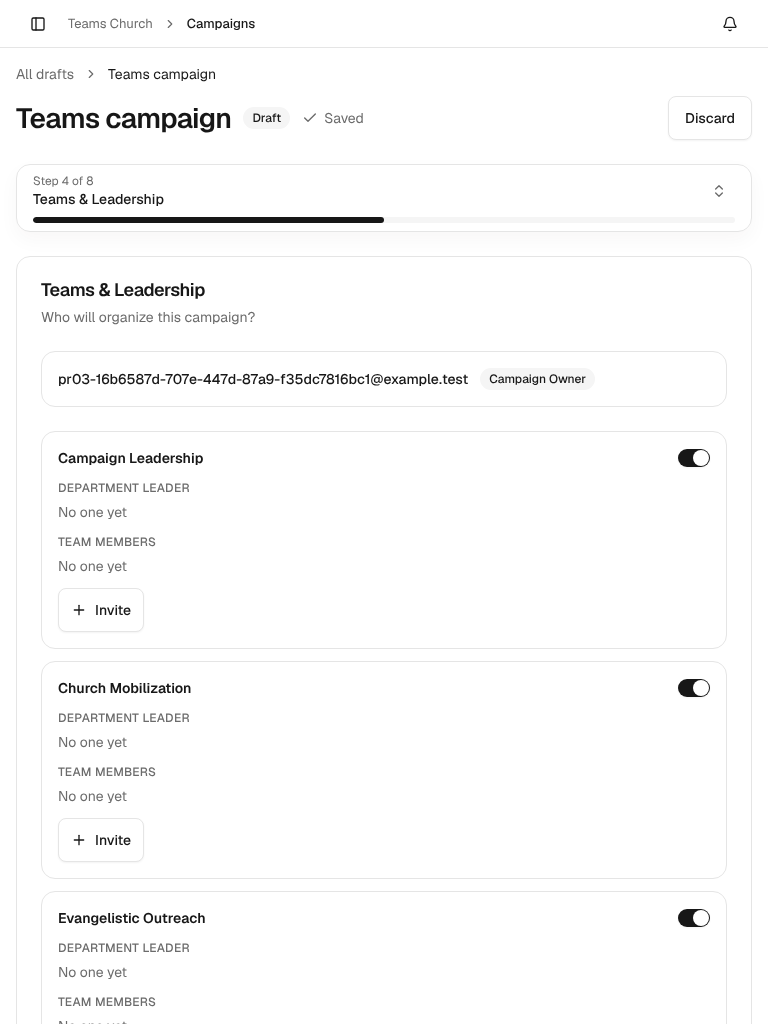 Teams Church > Campaigns
All drafts > Teams campaign
Teams campaign Draft Saved Discard
Step 4 of 8
Teams & Leadership
Teams & Leadership
Who will organize this campaign?
pr03-16b6587d-707e-447d-87a9-f35dc7816bc1@example.test Campaign Owner
Campaign Leadership
DEPARTMENT LEADER
No one yet
TEAM MEMBERS
No one yet
+ Invite
Church Mobilization
DEPARTMENT LEADER
No one yet
TEAM MEMBERS
No one yet
+ Invite
Evangelistic Outreach
DEPARTMENT LEADER
No one yet
TEAM MEMBERS